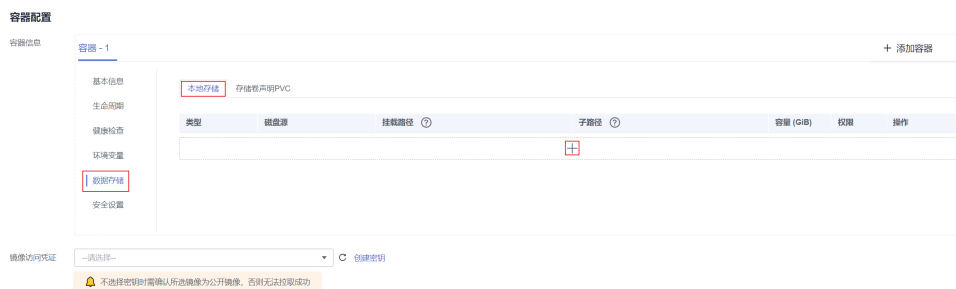 容器配置
容器信息
容器 - 1
+ 添加容器
基本信息
生命周期
健康检查
环境变量
数据存储
安全设置
本地存储 存储卷声明PVC
类型 磁盘源 挂载路径 ? 子路径 ? 容量 (GiB) 权限 操作
+
镜像访问凭证 --请选择-- C 创建密钥
不选择密钥时需确认所选镜像为公开镜像，否则无法拉取成功